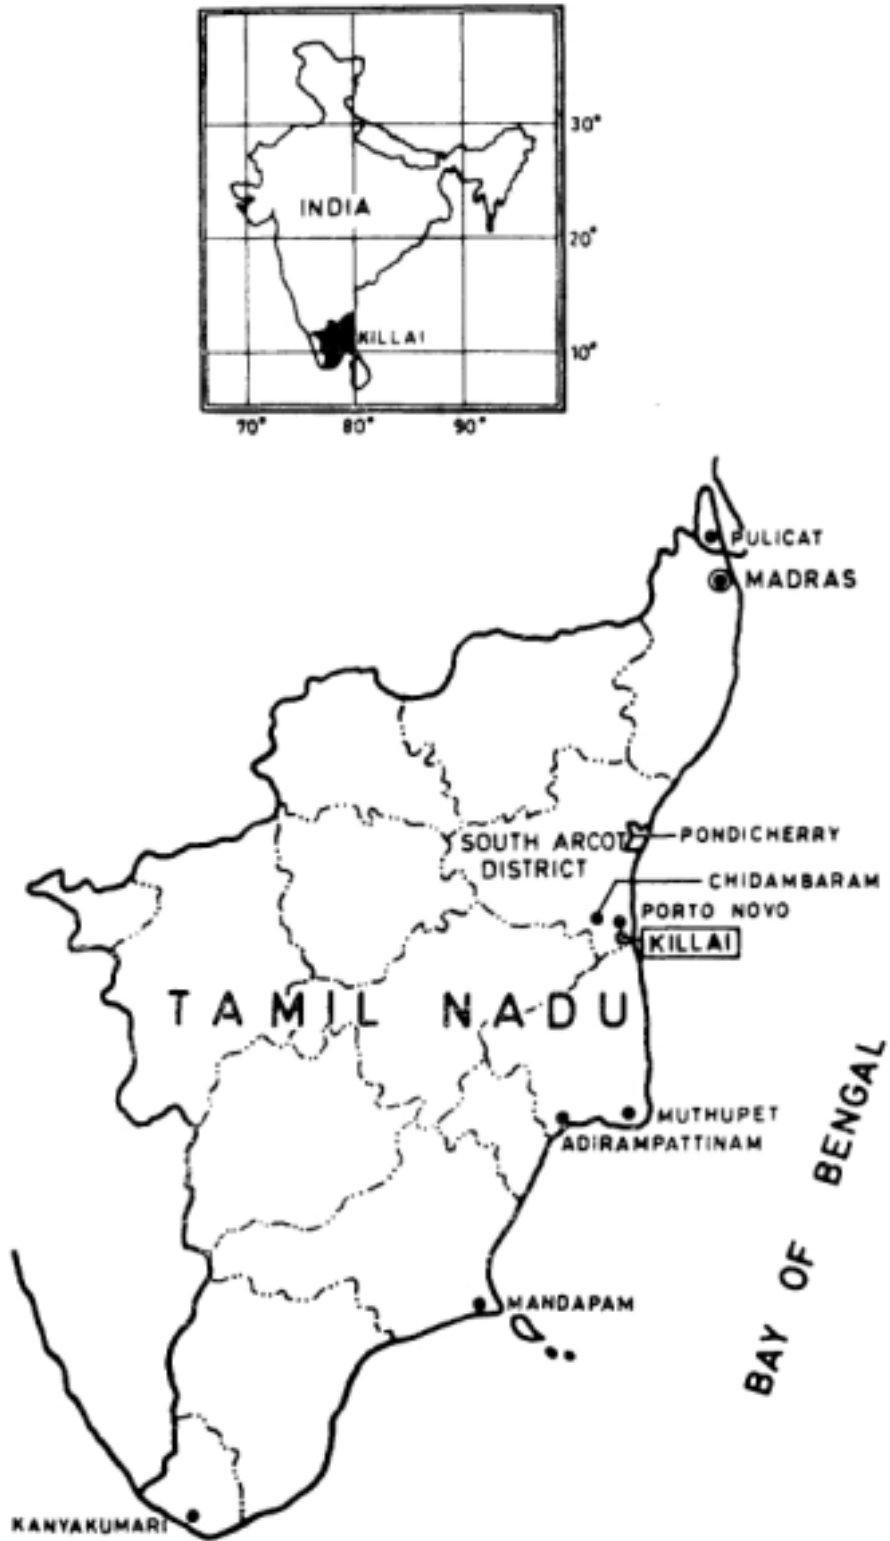 30°
INDIA
20°
KILLAI
10°
70° 80° 90°
PULICAT
MADRAS
SOUTH ARCOT
DISTRICT
PONDICHERRY
CHIDAMBARAM
PORTO NOVO
KILLAI
TAMIL NADU
BAY OF BENGAL
MUTHUPET
ADIRAMPATTINAM
MANDAPAM
KANYAKUMARI